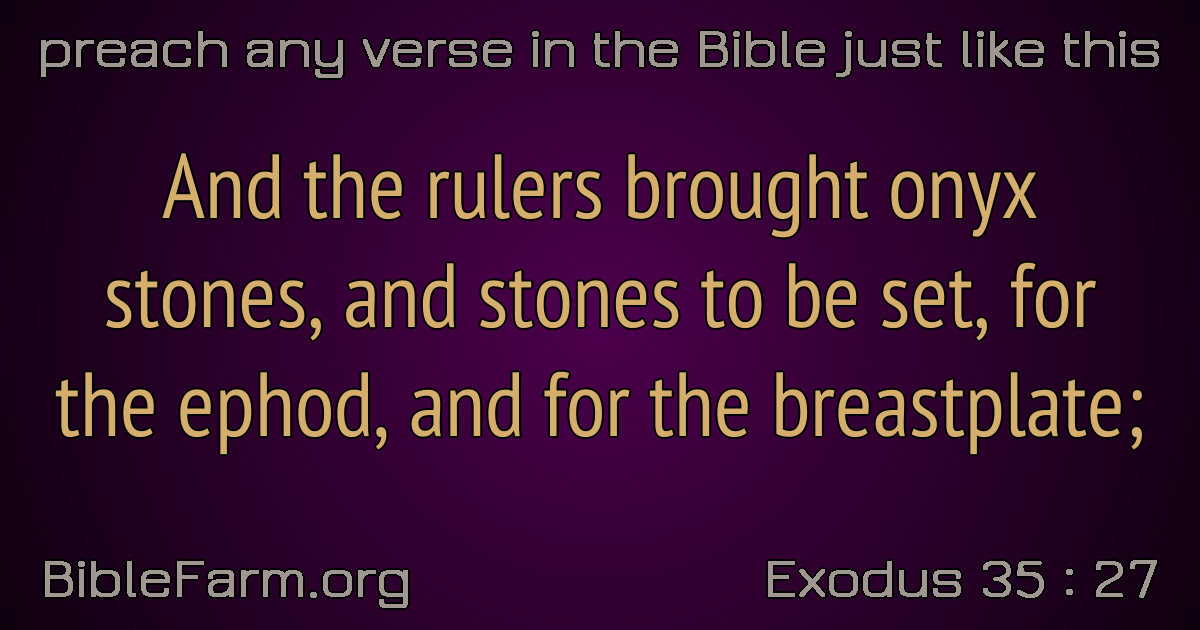 preach any verse in the Bible just like this
And the rulers brought onyx
stones, and stones to be set, for
the ephod, and for the breastplate;
BibleFarm.org
Exodus 35 : 27